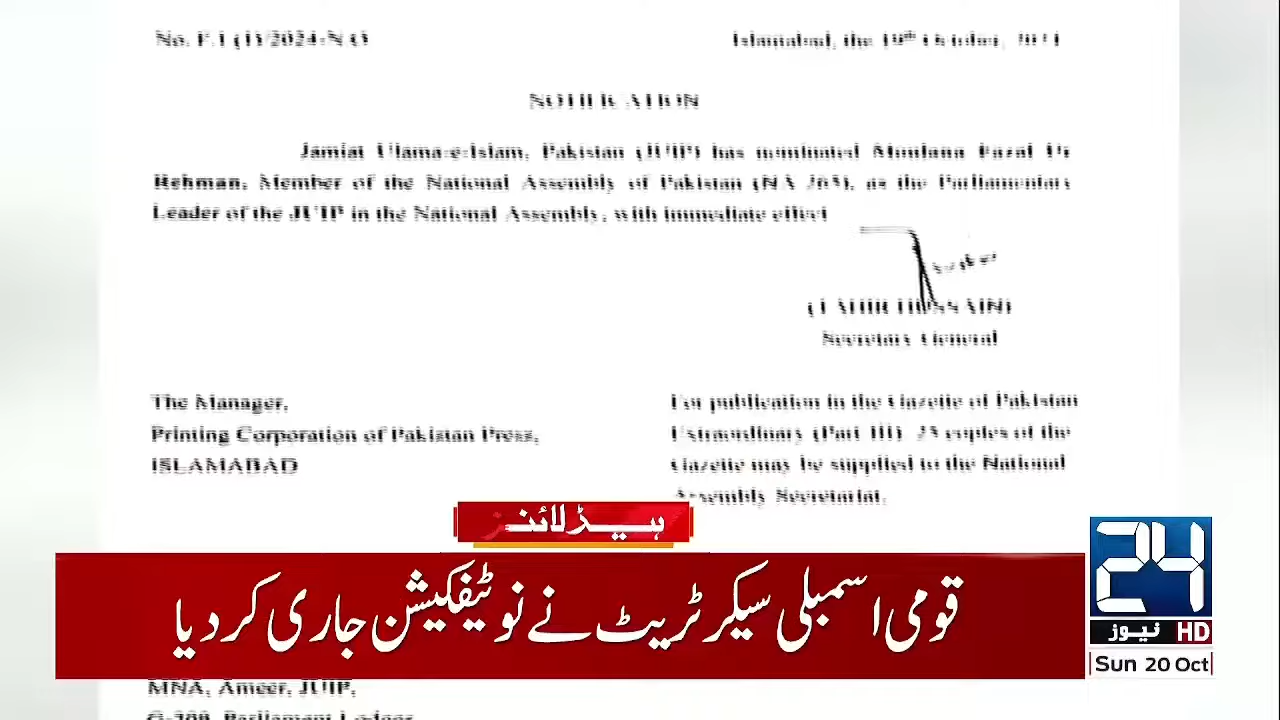 No. F.1 (1)/2024-N
Islamabad, the 19th October,
NOTIFICATION
Jamiat Ulama-e-Islam, Pakistan (JUIP) has nominated Moulana Fazal Ur
Rehman, Member of the National Assembly of Pakistan (NA 265), as the Parliamentary
Leader of the JUIP in the National Assembly, with immediate effect
(TAHIR HUSSAIN)
Secretary General
The Manager,
Printing Corporation of Pakistan Press,
ISLAMABAD
For publication in the Gazette of Pakistan
Extraordinary (Part III) 25 copies of the
Gazette may be supplied to the National
Assembly Secretariat.
ہیڈلائنز
قومی اسمبلی سیکرٹریٹ نے نوٹیفکیشن جاری کردیا
24
نیوز HD
Sun 20 Oct
MNA, Ameer, JUIP,
Parliament Lodges